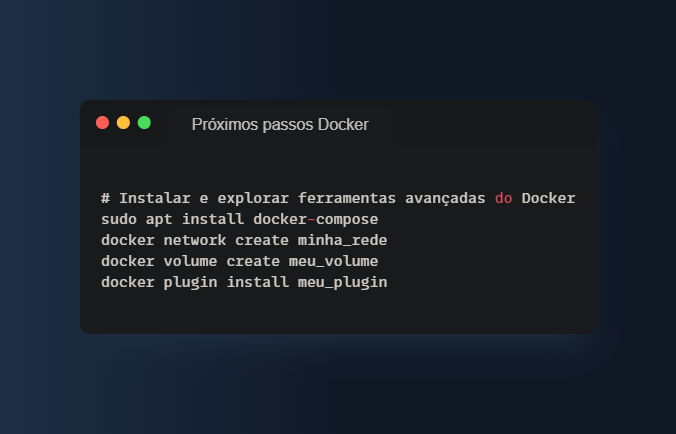 Próximos passos Docker
# Instalar e explorar ferramentas avançadas do Docker
sudo apt install docker-compose
docker network create minha_rede
docker volume create meu_volume
docker plugin install meu_plugin